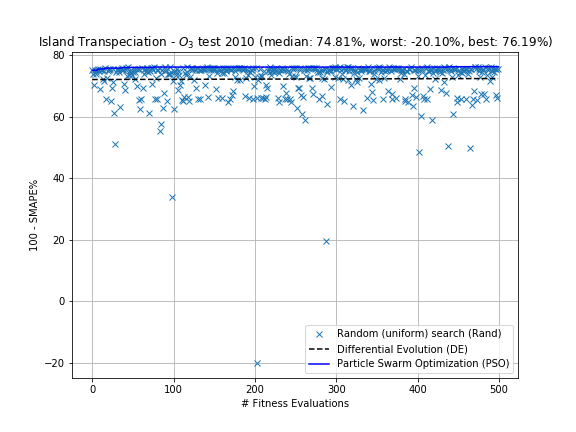 Island Transpeciation - O₃ test 2010 (median: 74.81%, worst: -20.10%, best: 76.19%)
80
60
40
20
0
−20
100 - SMAPE%
0 100 200 300 400 500
# Fitness Evaluations
Random (uniform) search (Rand)
Differential Evolution (DE)
Particle Swarm Optimization (PSO)